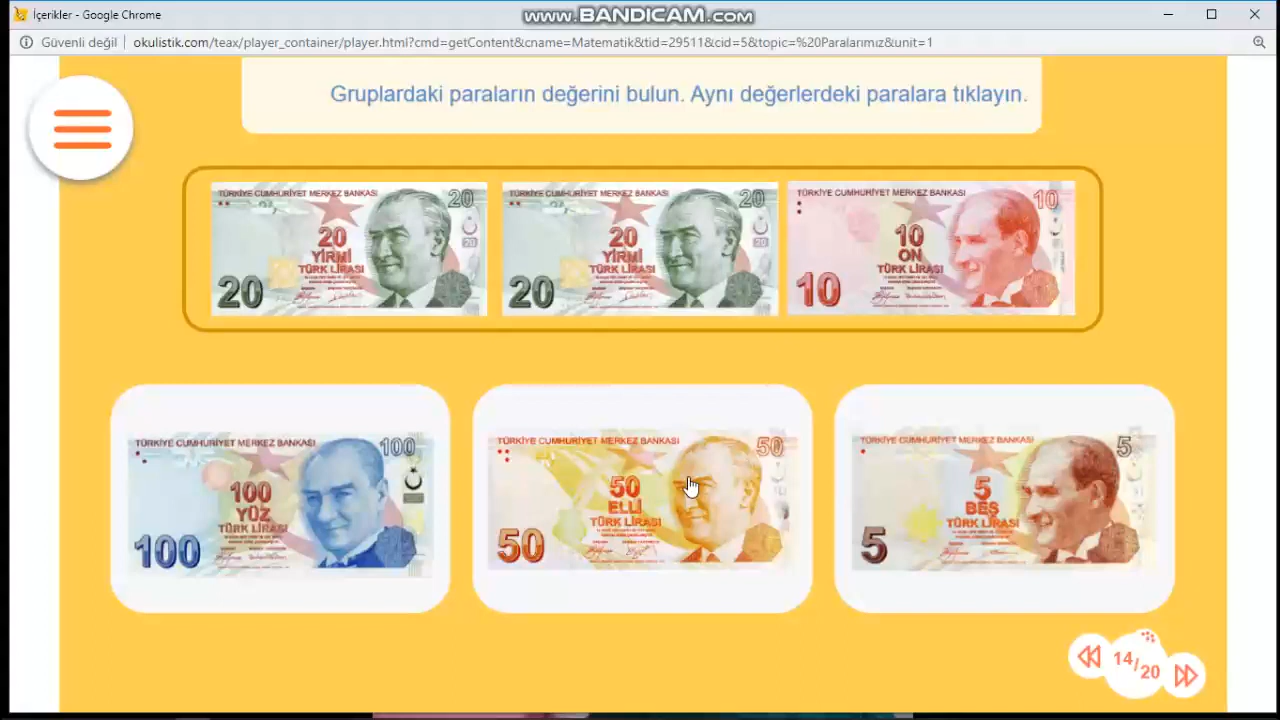 İçerikler - Google Chrome
www.BANDICAM.com
Güvenli değil
okulistik.com/teax/player_container/player.html?cmd=getContent&cname=Matematik&tid=29511&cid=5&topic=%20Paralarımız&unit=1
Gruplardaki paraların değerini bulun. Aynı değerlerdeki paralara tıklayın.
TÜRKİYE CUMHURİYET MERKEZ BANKASI
20
20
YİRMİ
TÜRK LİRASI
20
20
TÜRKİYE CUMHURİYET MERKEZ BANKASI
20
20
YİRMİ
TÜRK LİRASI
20
20
TÜRKİYE CUMHURİYET MERKEZ BANKASI
10
10
ON
TÜRK LİRASI
10
TÜRKİYE CUMHURİYET MERKEZ BANKASI
100
100
YÜZ
TÜRK LİRASI
100
TÜRKİYE CUMHURİYET MERKEZ BANKASI
50
50
ELLİ
TÜRK LİRASI
50
TÜRKİYE CUMHURİYET MERKEZ BANKASI
5
5
BEŞ
TÜRK LİRASI
5
14/20